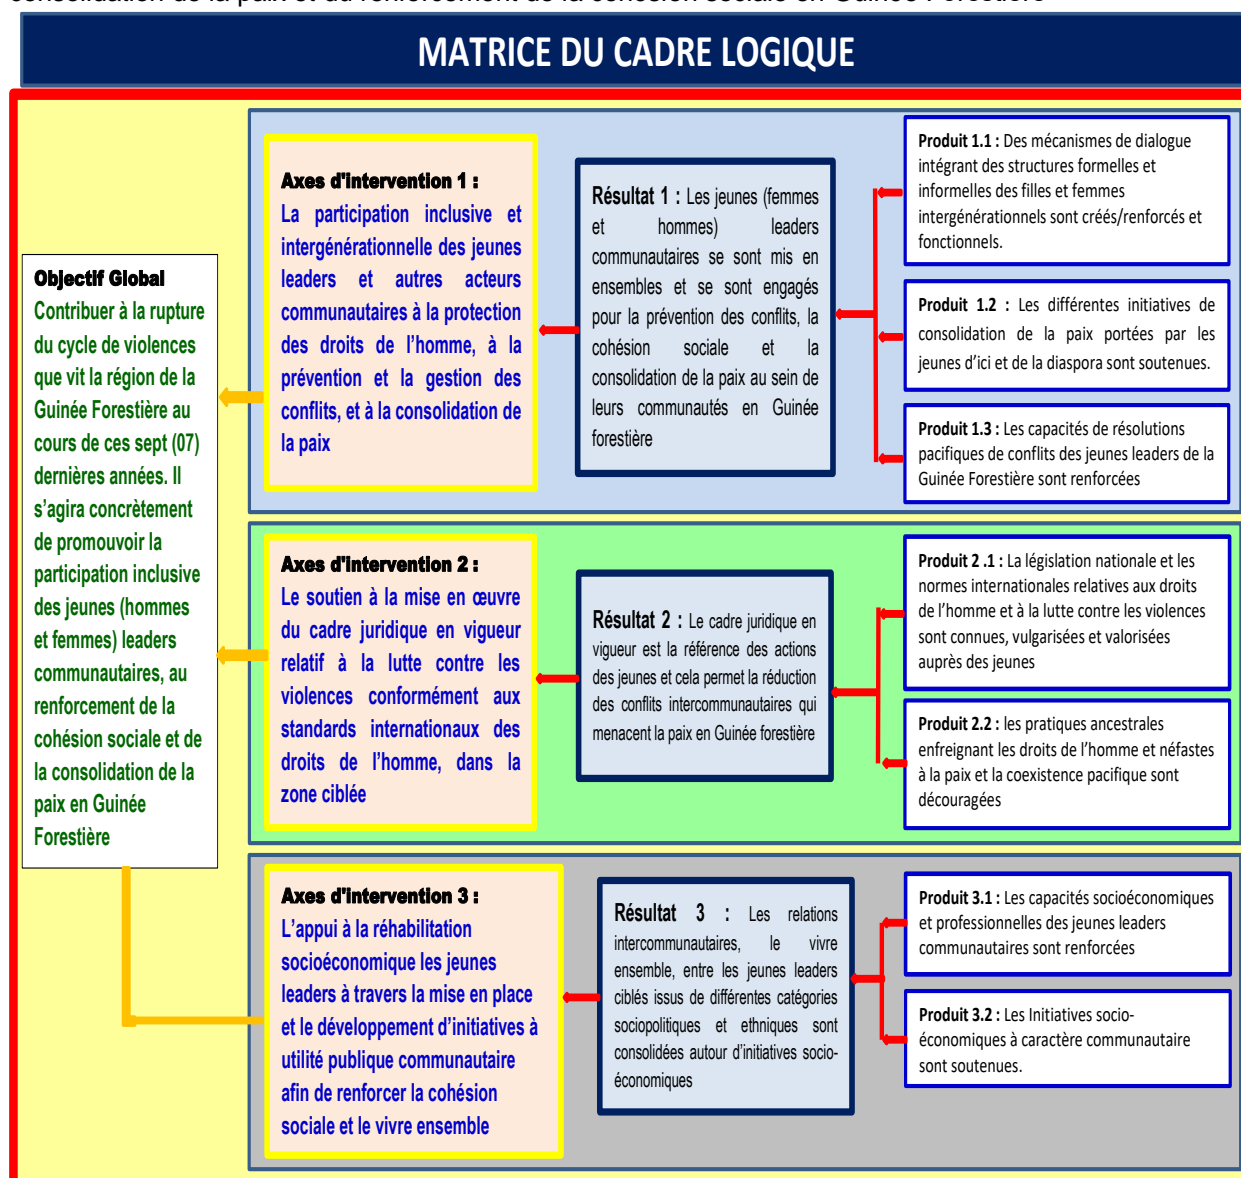 consolidation de la paix et du renforcement de la cohésion sociale en Guinée Forestière
MATRICE DU CADRE LOGIQUE
Objectif Global
Contribuer à la rupture
du cycle de violences
que vit la région de la
Guinée Forestière au
cours de ces sept (07)
dernières années. Il
s’agira concrètement
de promouvoir la
participation inclusive
des jeunes (hommes
et femmes) leaders
communautaires, au
renforcement de la
cohésion sociale et de
la consolidation de la
paix en Guinée
Forestière
Axes d'intervention 1 :
La participation inclusive et
intergénérationnelle des jeunes
leaders et autres acteurs
communautaires à la protection
des droits de l’homme, à la
prévention et la gestion des
conflits, et à la consolidation de
la paix
Résultat 1 : Les jeunes (femmes
et hommes) leaders
communautaires se sont mis en
ensembles et se sont engagés
pour la prévention des conflits, la
cohésion sociale et la
consolidation de la paix au sein de
leurs communautés en Guinée
forestière
Produit 1.1 : Des mécanismes de dialogue
intégrant des structures formelles et
informelles des filles et femmes
intergénérationnels sont créés/renforcés et
fonctionnels.
Produit 1.2 : Les différentes initiatives de
consolidation de la paix portées par les
jeunes d’ici et de la diaspora sont soutenues.
Produit 1.3 : Les capacités de résolutions
pacifiques de conflits des jeunes leaders de la
Guinée Forestière sont renforcées
Axes d'intervention 2 :
Le soutien à la mise en œuvre
du cadre juridique en vigueur
relatif à la lutte contre les
violences conformément aux
standards internationaux des
droits de l’homme, dans la
zone ciblée
Résultat 2 : Le cadre juridique en
vigueur est la référence des actions
des jeunes et cela permet la réduction
des conflits intercommunautaires qui
menacent la paix en Guinée forestière
Produit 2 .1 : La législation nationale et les
normes internationales relatives aux droits
de l’homme et à la lutte contre les violences
sont connues, vulgarisées et valorisées
auprès des jeunes
Produit 2.2 : les pratiques ancestrales
enfreignant les droits de l’homme et néfastes
à la paix et la coexistence pacifique sont
découragées
Axes d'intervention 3 :
L’appui à la réhabilitation
socioéconomique les jeunes
leaders à travers la mise en place
et le développement d’initiatives à
utilité publique communautaire
afin de renforcer la cohésion
sociale et le vivre ensemble
Résultat 3 : Les relations
intercommunautaires, le vivre
ensemble, entre les jeunes leaders
ciblés issus de différentes catégories
sociopolitiques et ethniques sont
consolidées autour d’initiatives socio-
économiques
Produit 3.1 : Les capacités socioéconomiques
et professionnelles des jeunes leaders
communautaires sont renforcées
Produit 3.2 : Les Initiatives socio-
économiques à caractère communautaire
sont soutenues.